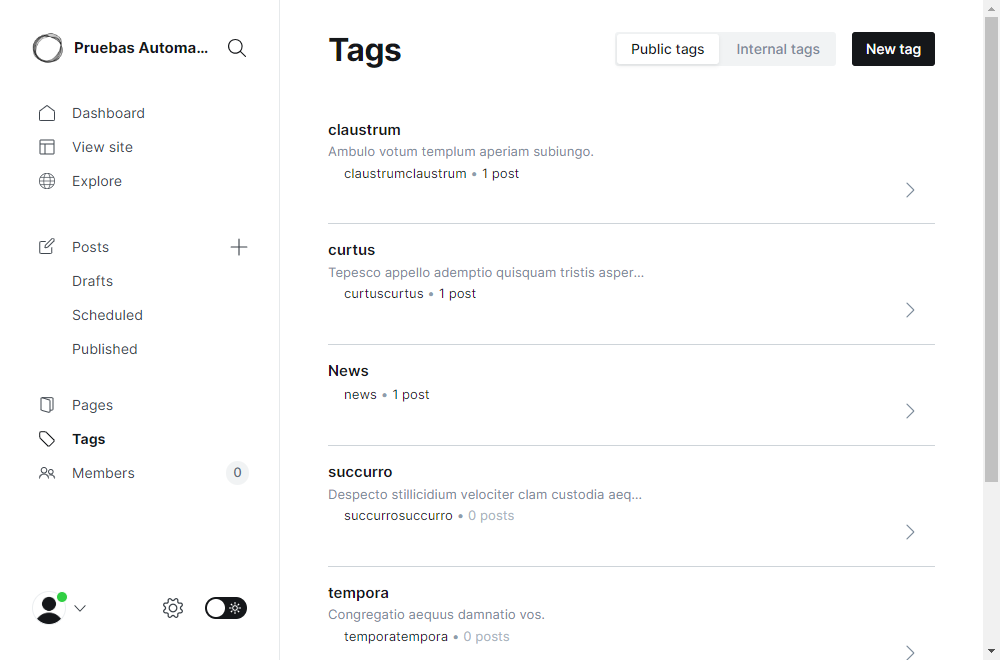 Pruebas Automa...
Dashboard
View site
Explore
Posts
Drafts
Scheduled
Published
Pages
Tags
Members 0
Tags
Public tags
Internal tags
New tag
claustrum
Ambulo votum templum aperiam subiungo.
claustrumclaustrum • 1 post
curtus
Tepesco appello ademptio quisquam tristis asper...
curtuscurtus • 1 post
News
news • 1 post
succurro
Despecto stillicidium velociter clam custodia aeq...
succurrosuccurro • 0 posts
tempora
Congregatio aequus damnatio vos.
temporatempora • 0 posts